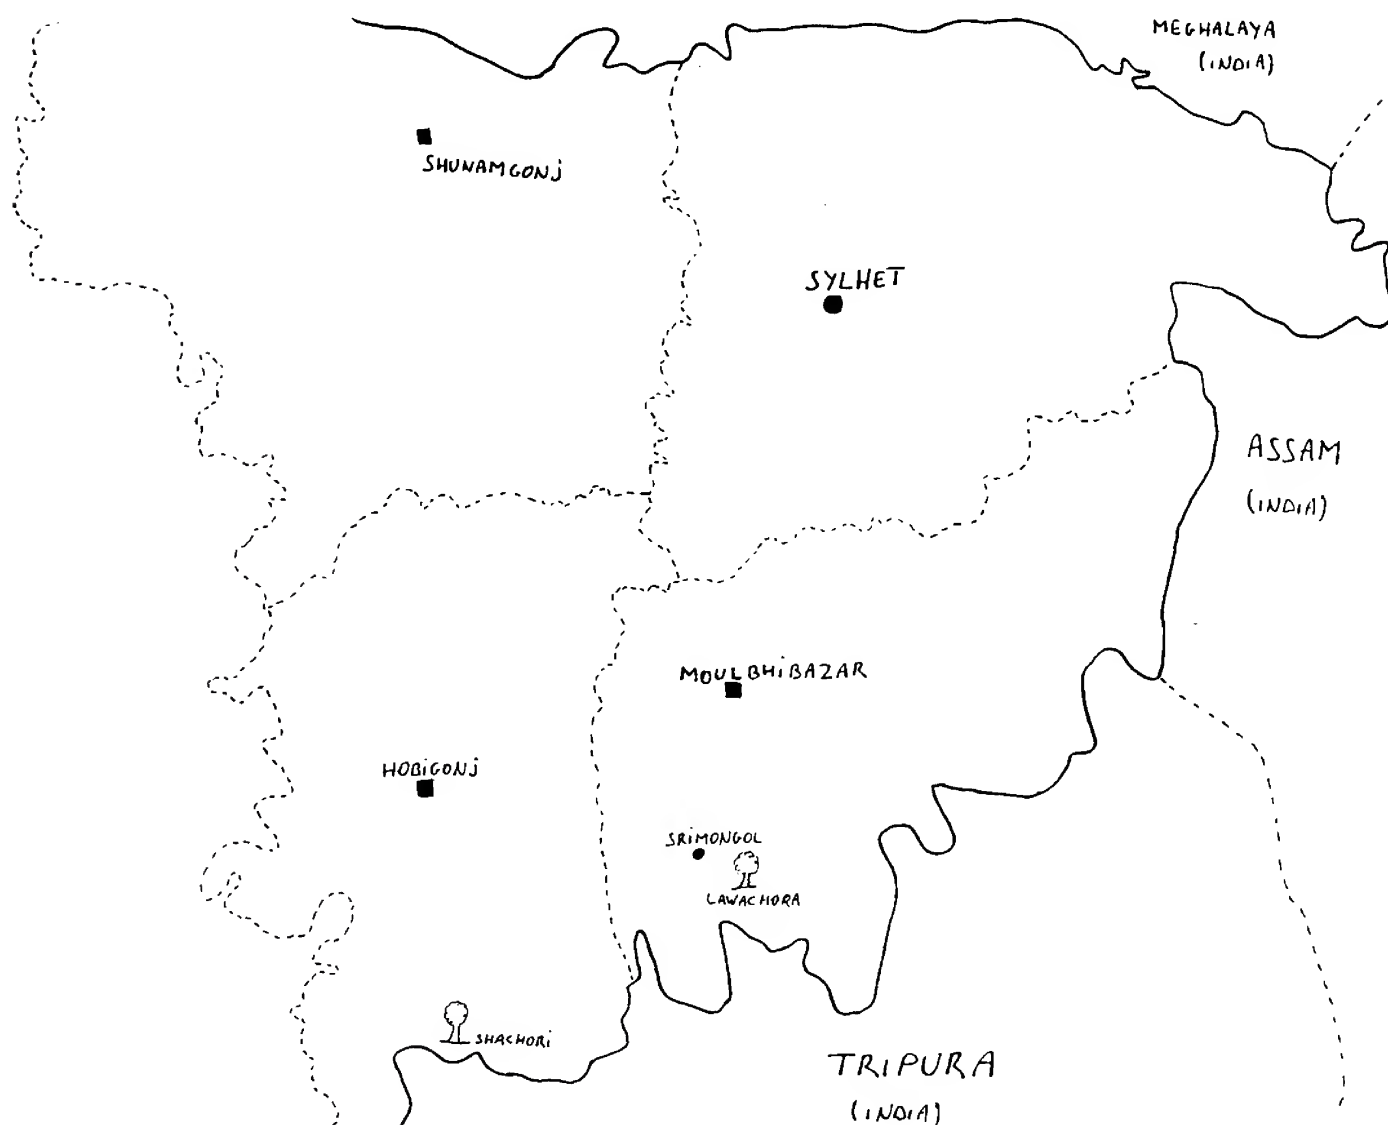 MEGHALAYA
(INDIA)
SHUNAMGONJ
SYLHET
ASSAM
(INDIA)
MOULBHIBAZAR
HOBIGONJ
SRIMONGOL
LAWACHORA
SHACHORI
TRIPURA
(INDIA)